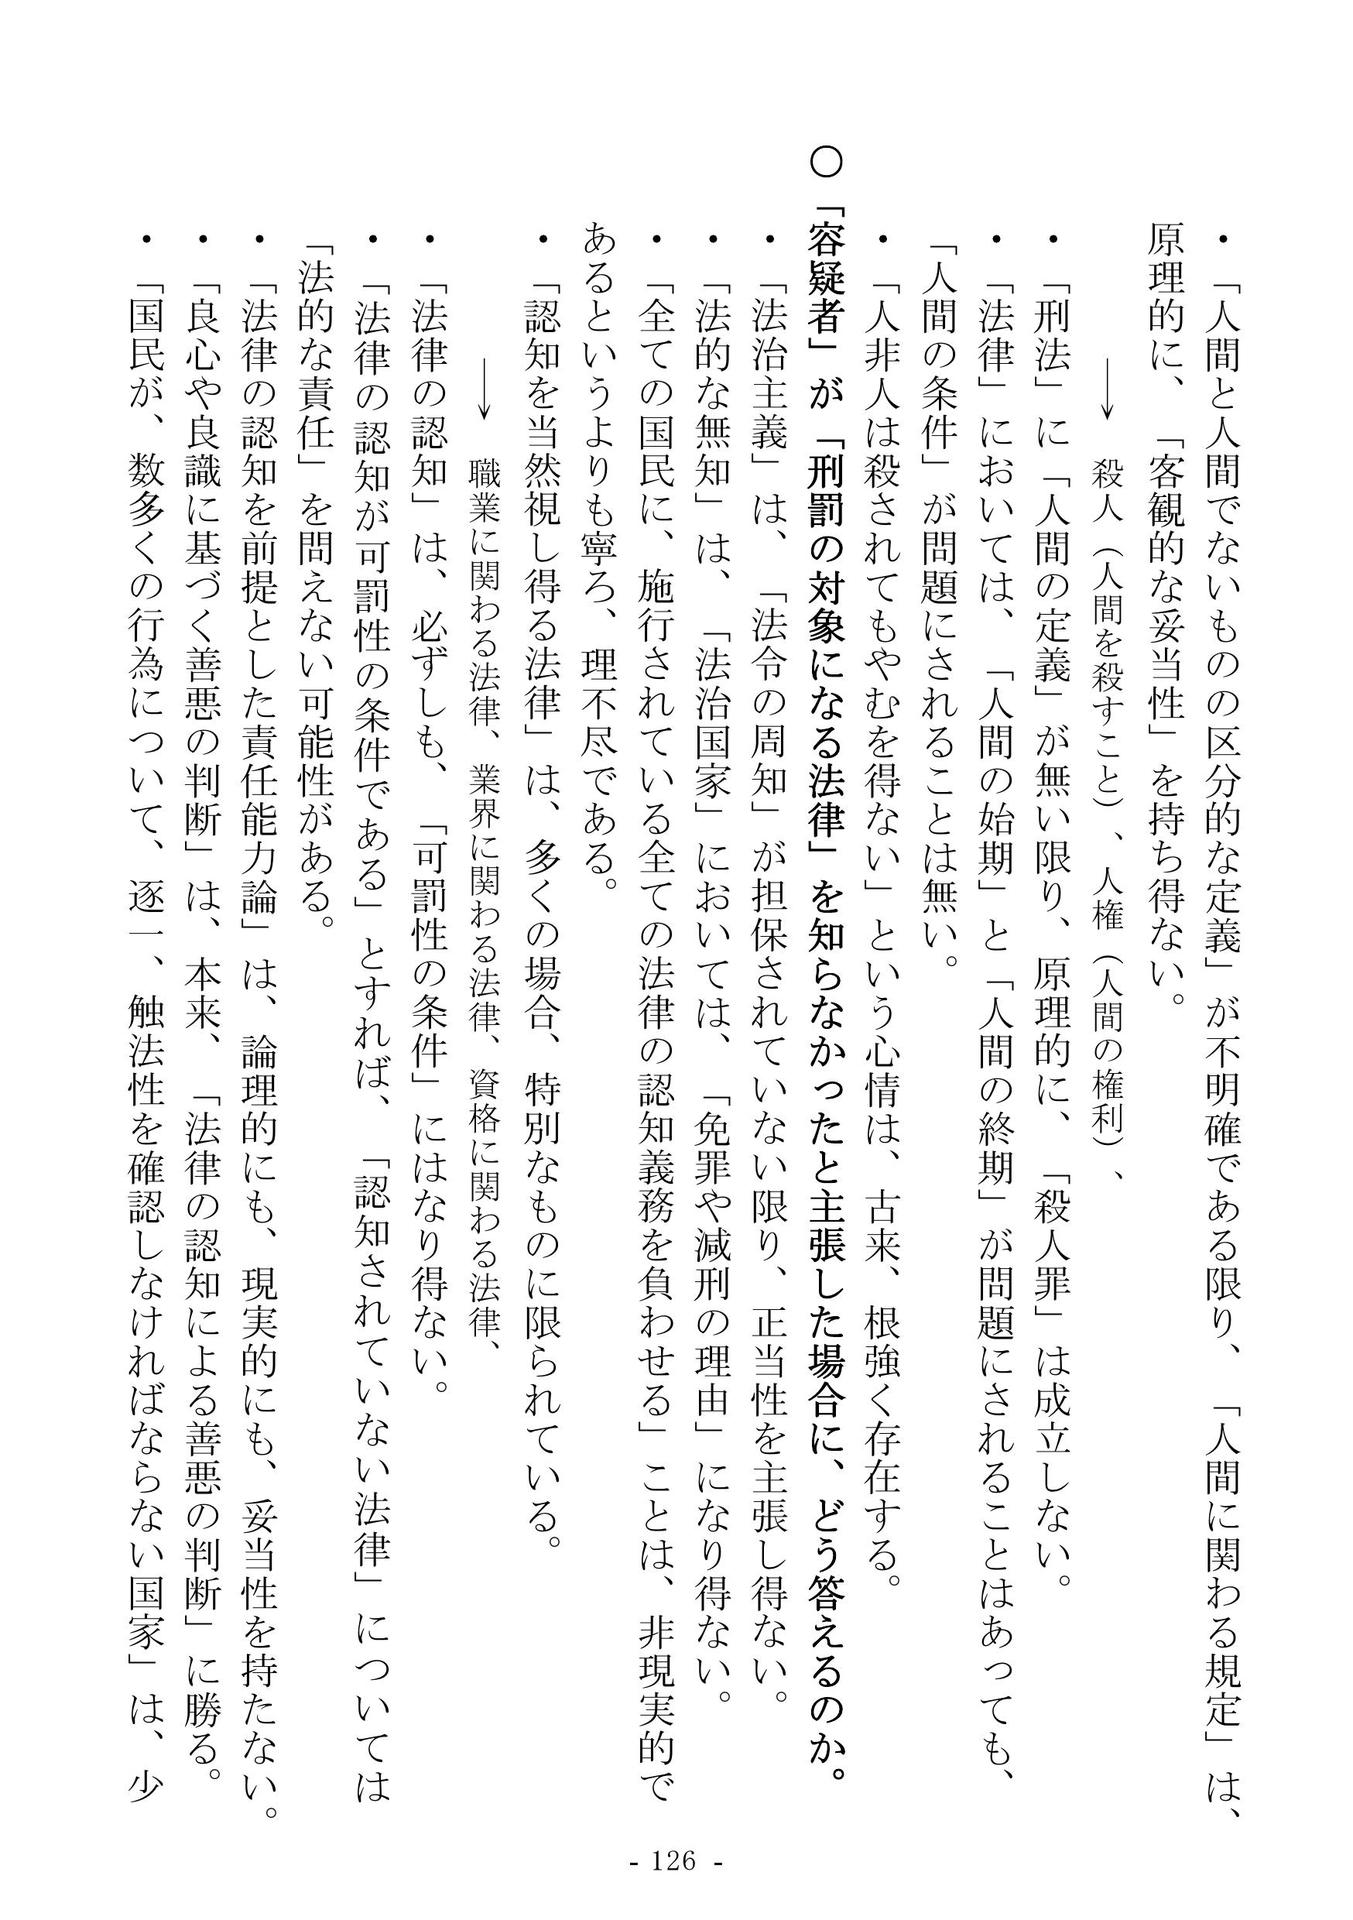 ・「人間と人間でないものの区分的な定義」が不明確である限り、「人間に関わる規定」は、
原理的に、「客観的な妥当性」を持ち得ない。
→ 殺人（人間を殺すこと）、人権（人間の権利）、
・「刑法」に「人間の定義」が無い限り、原理的に、「殺人罪」は成立しない。
・「法律」においては、「人間の始期」と「人間の終期」が問題にされることはあっても、
「人間の条件」が問題にされることは無い。
・「人非人は殺されてもやむを得ない」という心情は、古来、根強く存在する。
○「容疑者」が「刑罰の対象になる法律」を知らなかったと主張した場合に、どう答えるのか。
・「法治主義」は、「法令の周知」が担保されていない限り、正当性を主張し得ない。
・「法的な無知」は、「法治国家」においては、「免罪や減刑の理由」になり得ない。
・「全ての国民に、施行されている全ての法律の認知義務を負わせる」ことは、非現実的で
あるというよりも寧ろ、理不尽である。
・「認知を当然視し得る法律」は、多くの場合、特別なものに限られている。
→ 職業に関わる法律、業界に関わる法律、資格に関わる法律、
・「法律の認知」は、必ずしも、「可罰性の条件」にはなり得ない。
・「法律の認知が可罰性の条件である」とすれば、「認知されていない法律」については
「法的な責任」を問えない可能性がある。
・「法律の認知を前提とした責任能力論」は、論理的にも、現実的にも、妥当性を持たない。
・「良心や良識に基づく善悪の判断」は、本来、「法律の認知による善悪の判断」に勝る。
・「国民が、数多くの行為について、逐一、触法性を確認しなければならない国家」は、少
- 126 -